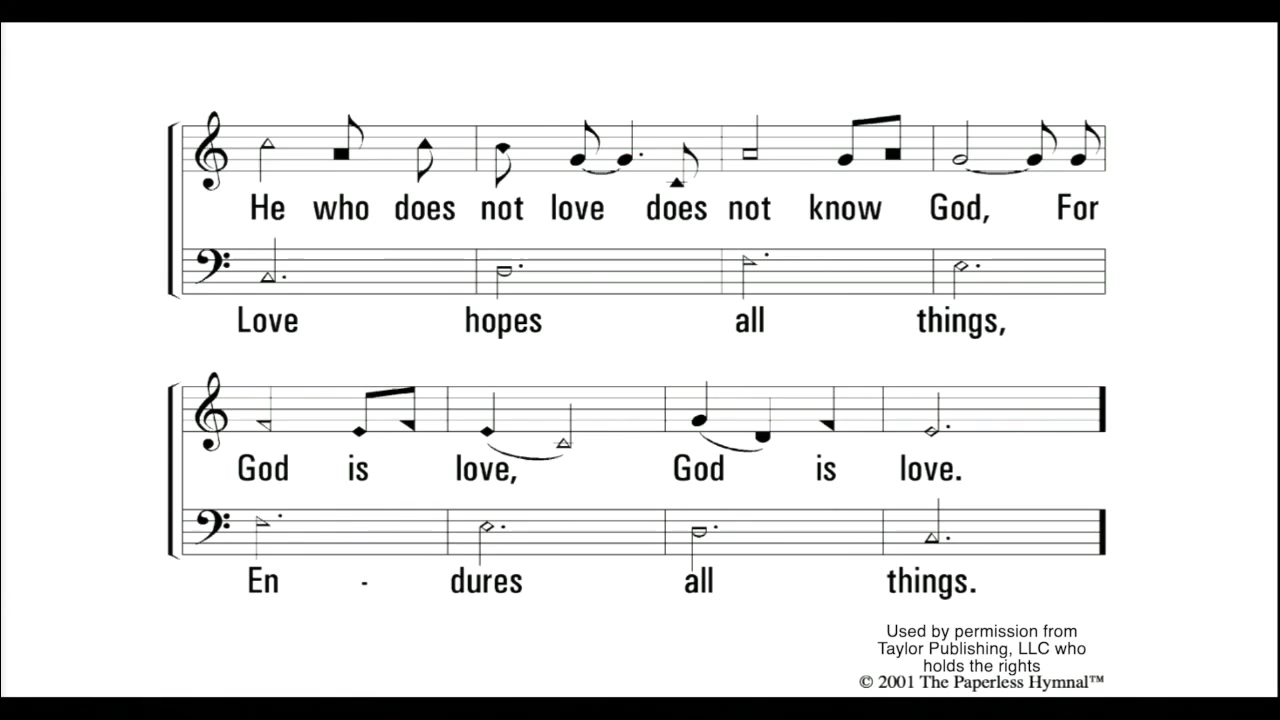 He who does not love does not know God, For
Love hopes all things,
God is love, God is love.
En - dures all things.
Used by permission from
Taylor Publishing, LLC who
holds the rights
© 2001 The Paperless Hymnal™